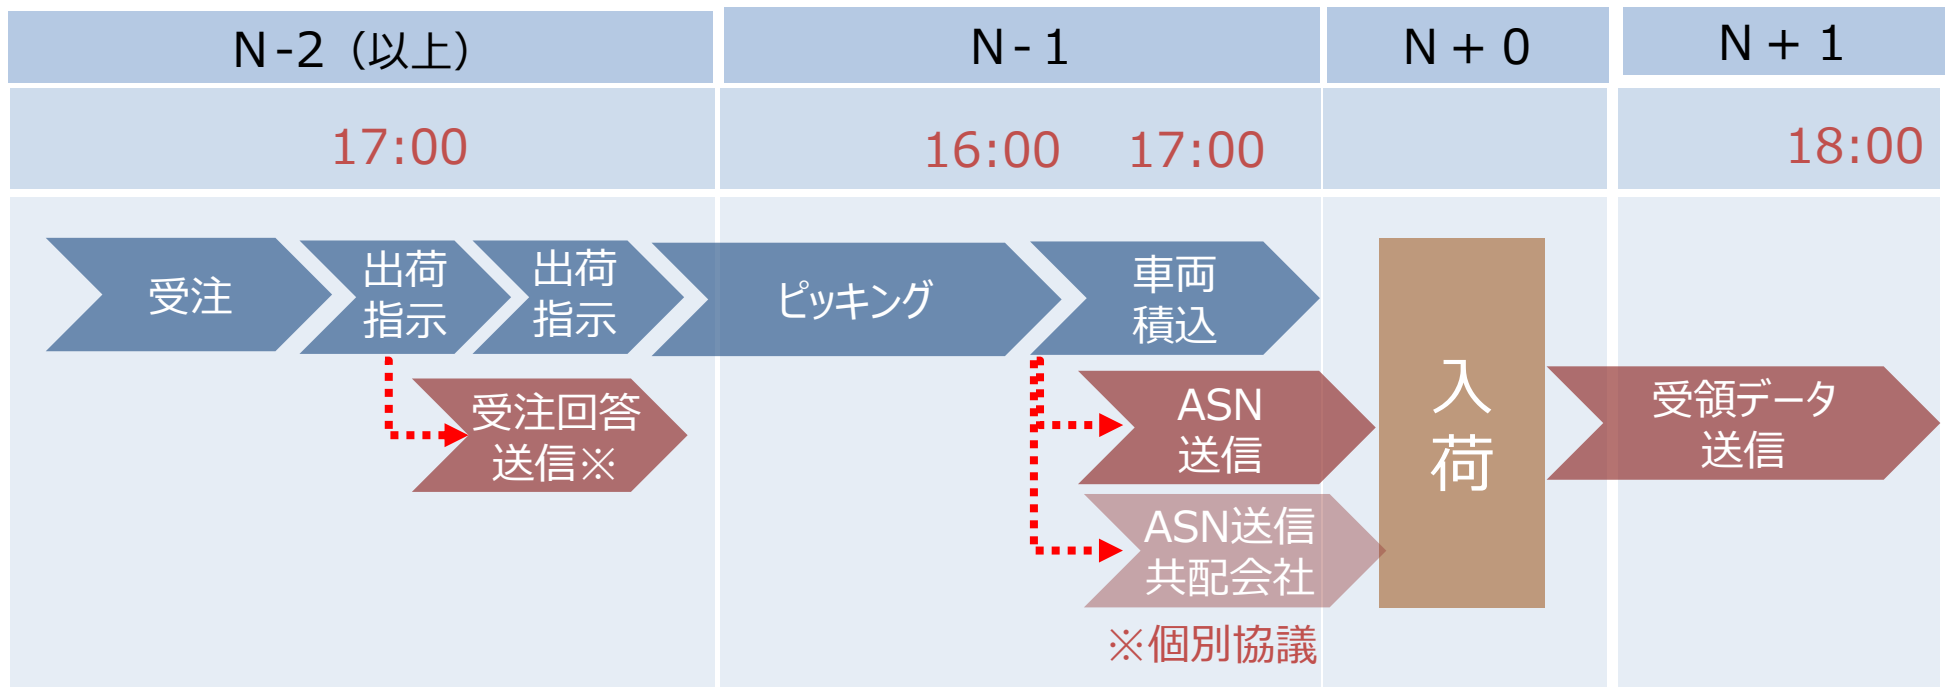 N-2（以上）
N-1
N+0
N+1
17:00
16:00
17:00
18:00
受注
出荷
指示
出荷
指示
ピッキング
車両
積込
受注回答
送信※
ASN
送信
ASN送信
共配会社
※個別協議
入
荷
受領データ
送信